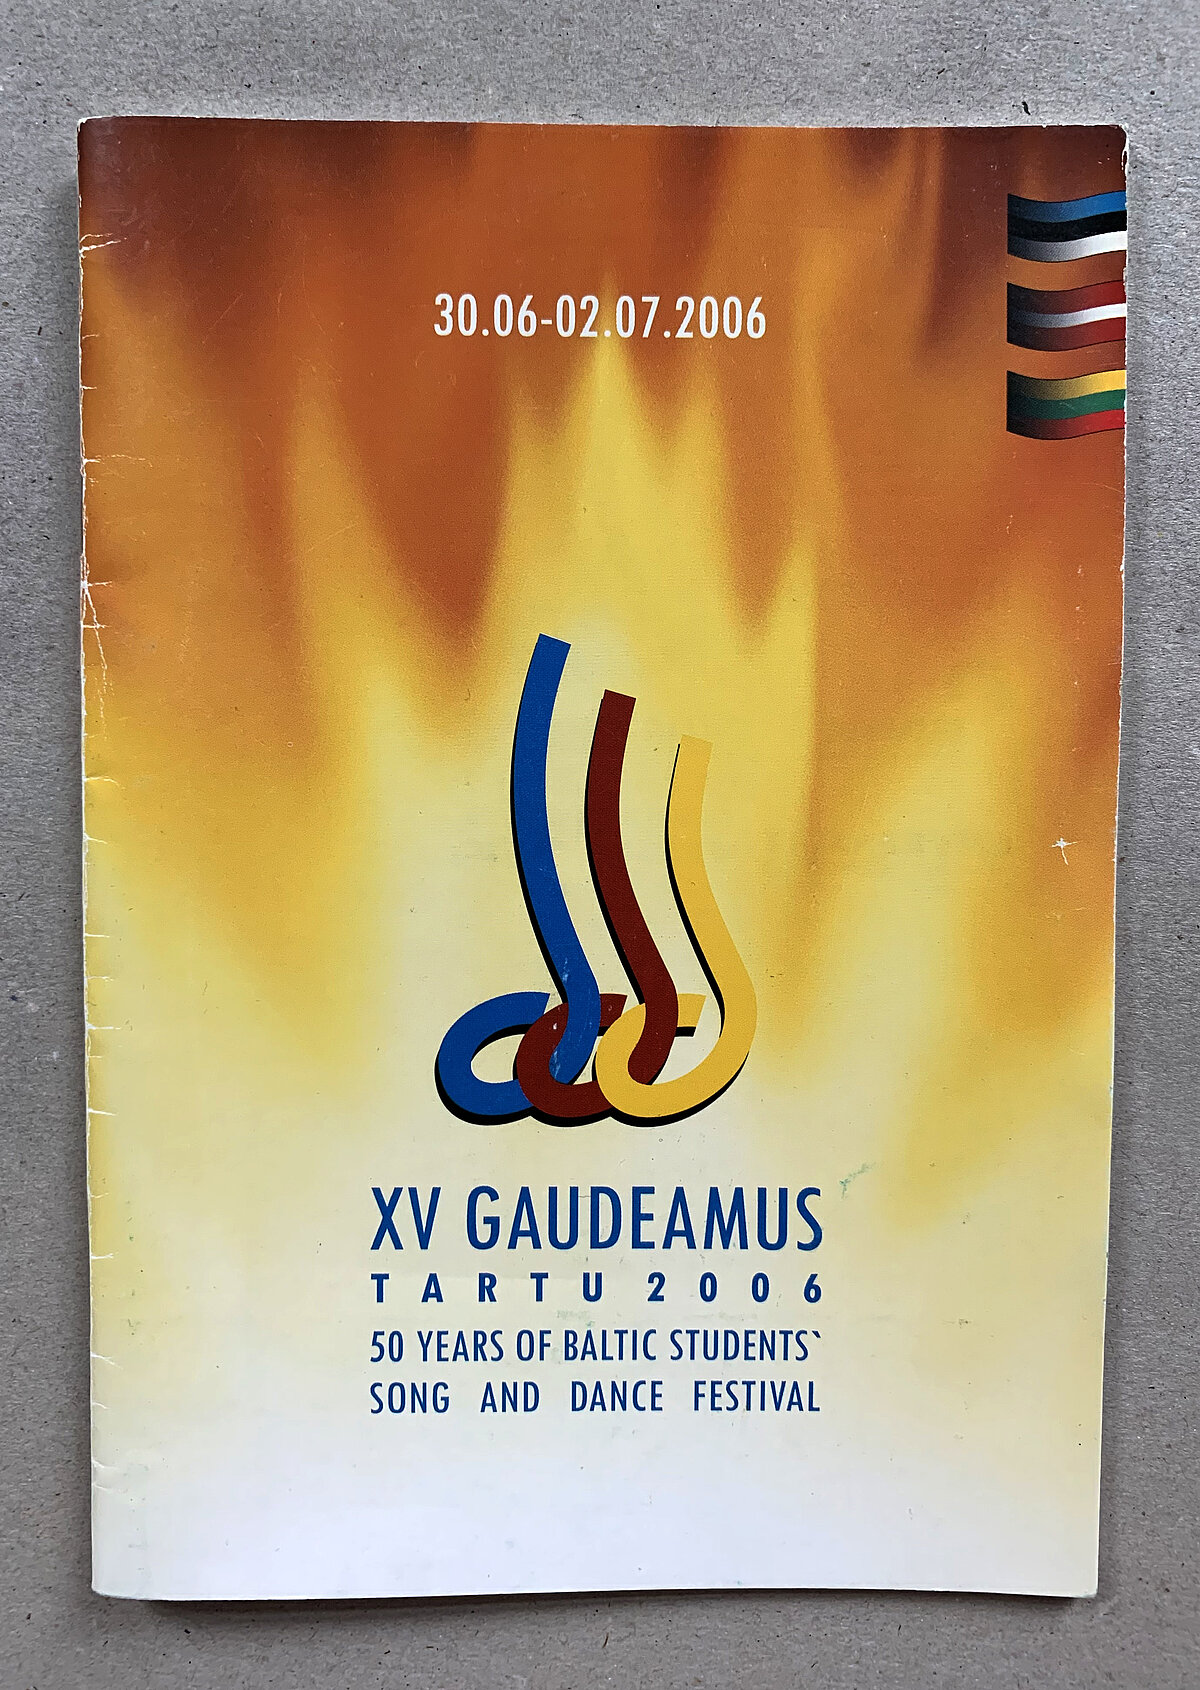 30.06-02.07.2006
XV GAUDEAMUS
TARTU 2006
50 YEARS OF BALTIC STUDENTS`
SONG AND DANCE FESTIVAL